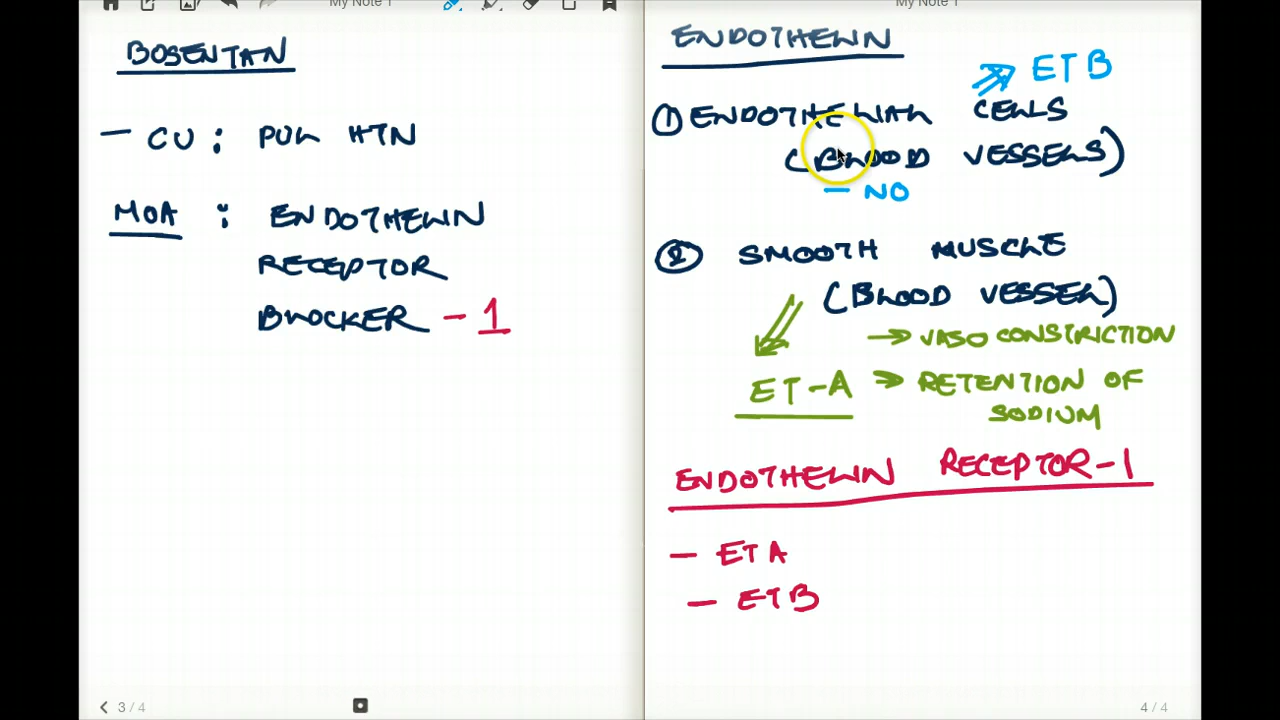 My Note 1
BOSENTAN
- CU : PUL HTN
MOA : ENDOTHELIN
RECEPTOR
BLOCKER - 1
3 / 4
My Note 1
ENDOTHELIN
ETB
① ENDOTHELIAL CELLS
(BLOOD VESSELS)
- NO
② SMOOTH MUSCLE
(BLOOD VESSEL)
→ VASO CONSTRICTION
ET-A → RETENTION OF
SODIUM
ENDOTHELIN RECEPTOR-1
- ETA
- ETB
4 / 4